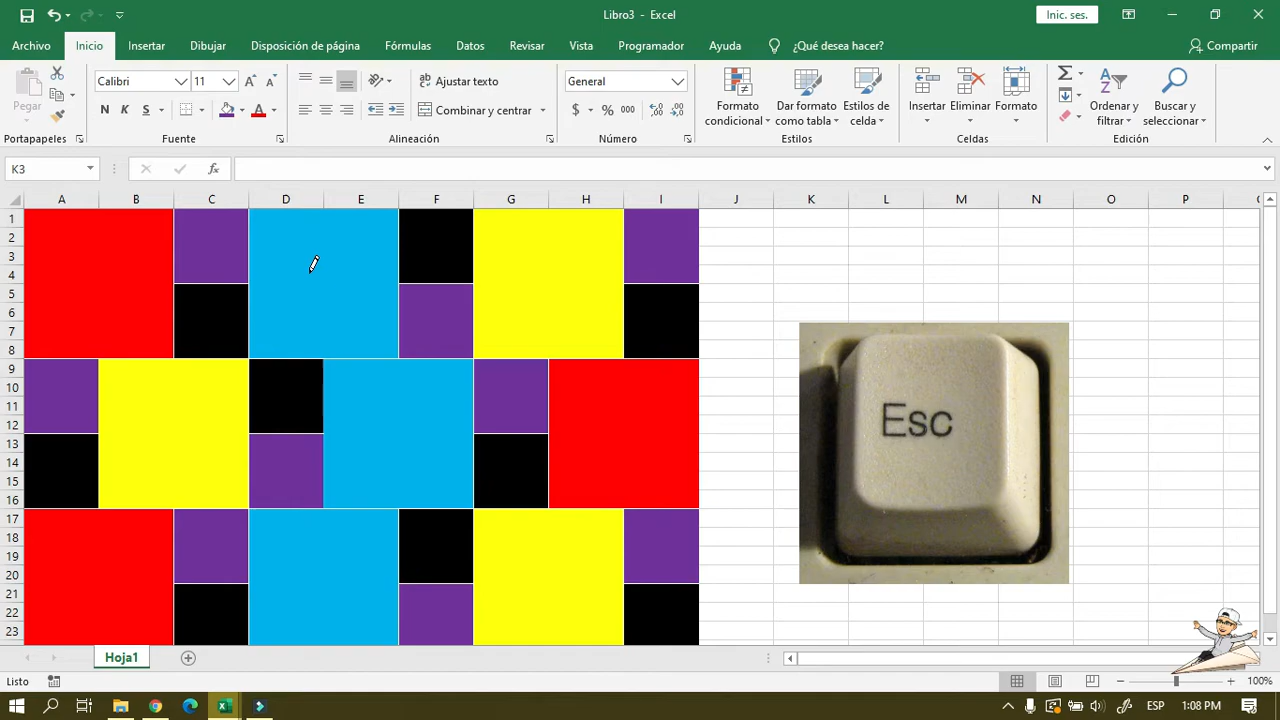 Libro3 - Excel
Inic. ses.
Archivo Inicio Insertar Dibujar Disposición de página Fórmulas Datos Revisar Vista Programador Ayuda ¿Qué desea hacer? Compartir
Pegar
Calibri 11
N K S
Ajustar texto
Combinar y centrar
General
$ % 000
Formato condicional
Dar formato como tabla
Estilos de celda
Insertar
Eliminar
Formato
Ordenar y filtrar
Buscar y seleccionar
Portapapeles Fuente Alineación Número Estilos Celdas Edición
K3 fx
A B C D E F G H I J K L M N O P
1
2
3
4
5
6
7
8
9
10
11
12
13
14
15
16
17
18
19
20
21
22
23
Esc
Hoja1
Listo 100%
ESP 1:08 PM